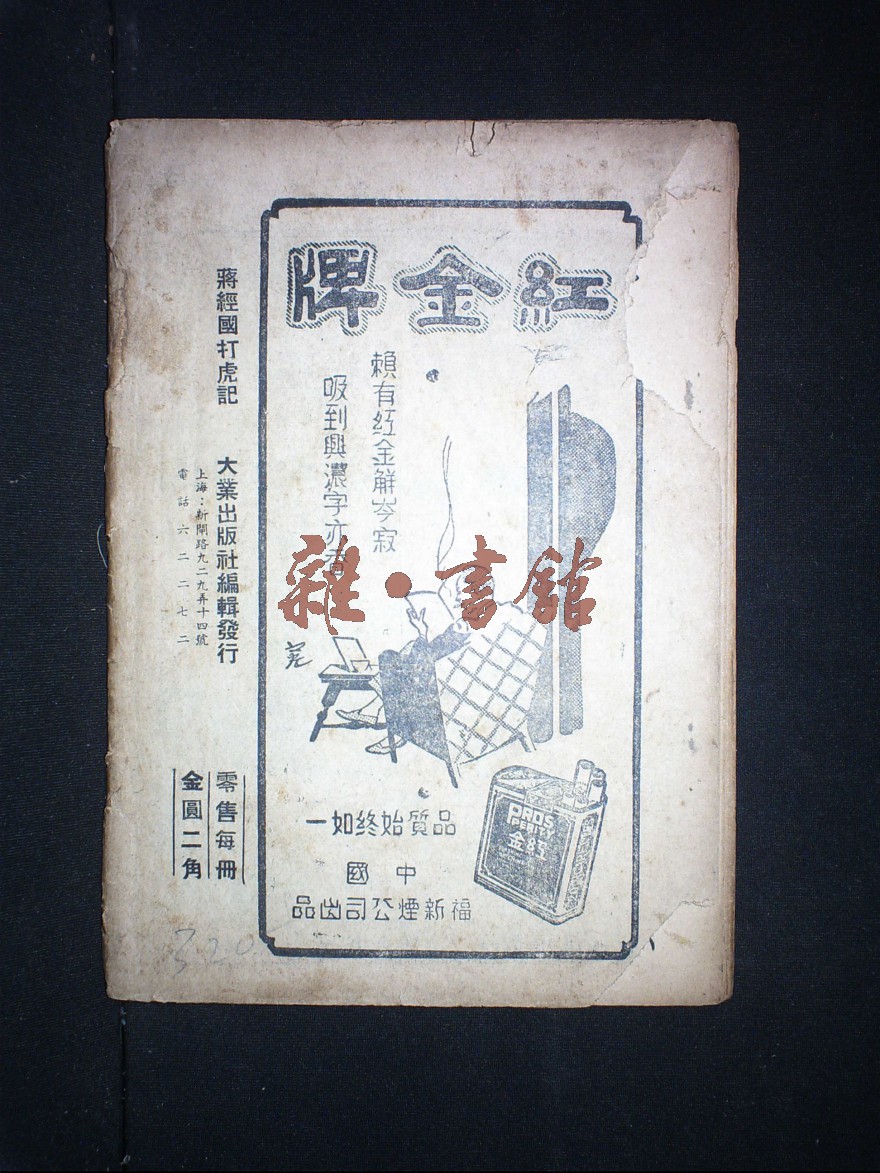 紅金牌
賴有紅金解岑寂
吸到興濃字亦香
雜·書館
品質始終如一
中國
福新煙公司出品
PROSPERITY
金紅
蔣經國打虎記
大業出版社編輯發行
上海：新閘路九二九弄十四號
電話六二二七二
零售每冊
金圓二角
320